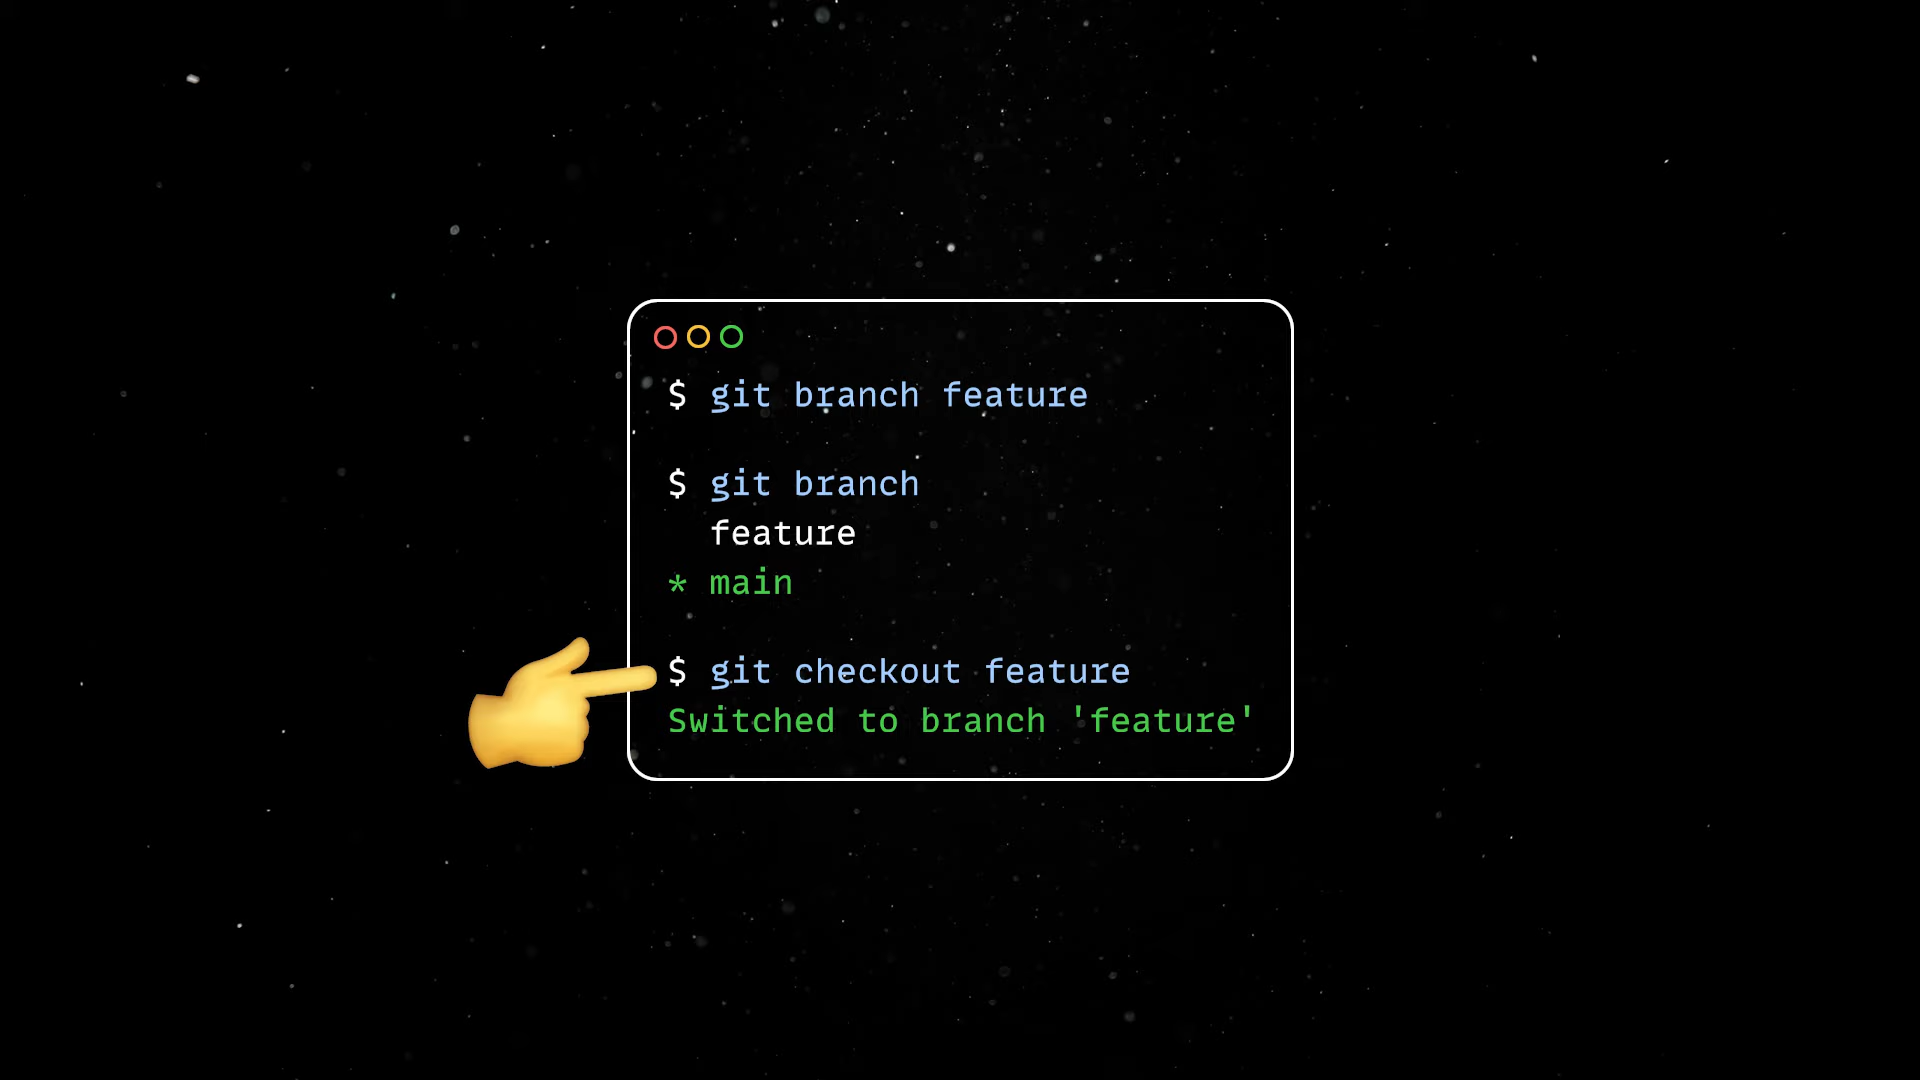 $ git branch feature
$ git branch
feature
* main
$ git checkout feature
Switched to branch 'feature'